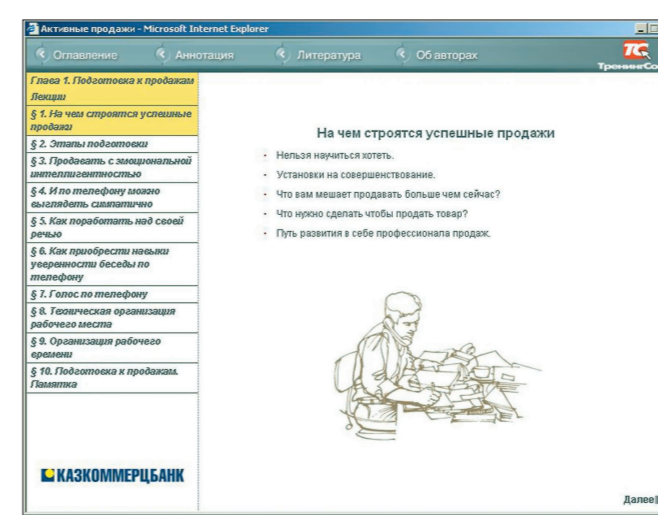 Активные продажи - Microsoft Internet Explorer
Оглавление Аннотация Литература Об авторах
ТС
ТренингСо
Глава 1. Подготовка к продажам
Лекции
§ 1. На чем строятся успешные
продажи
§ 2. Этапы подготовки
§ 3. Продавать с эмоциональной
интеллигентностью
§ 4. И по телефону можно
выглядеть симпатично
§ 5. Как поработать над своей
речью
§ 6. Как приобрести навыки
уверенности беседы по
телефону
§ 7. Голос по телефону
§ 8. Техническая организация
рабочего места
§ 9. Организация рабочего
времени
§ 10. Подготовка к продажам.
Памятка
КАЗКОММЕРЦБАНК
На чем строятся успешные продажи
- Нельзя научиться хотеть.
- Установки на совершенствование.
- Что вам мешает продавать больше чем сейчас?
- Что нужно сделать чтобы продать товар?
- Путь развития в себе профессионала продаж.
Далее